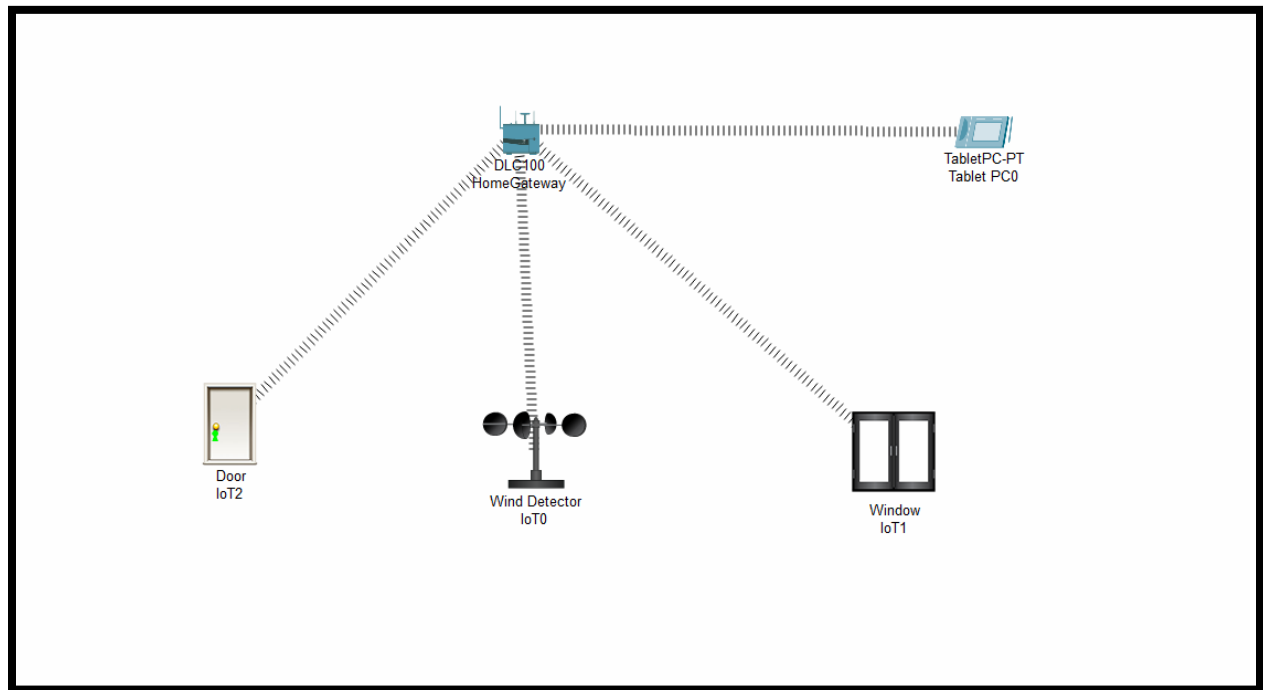 DLC100
HomeGateway
TabletPC-PT
Tablet PC0
Door
IoT2
Wind Detector
IoT0
Window
IoT1